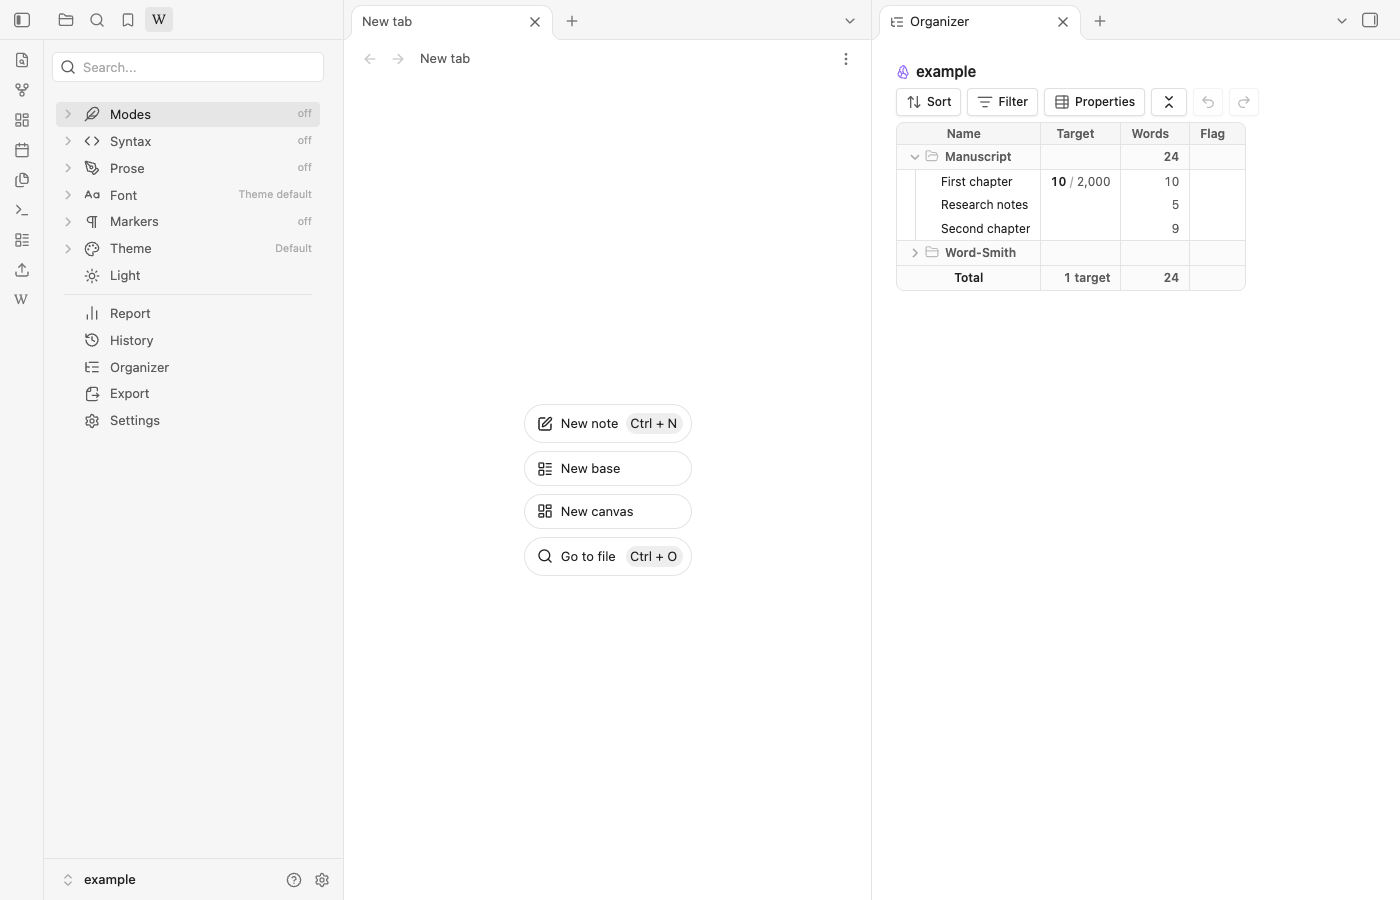 W
New tab
Organizer
Search...
New tab
Modes off
Syntax off
Prose off
Aa Font Theme default
Markers off
Theme Default
Light
Report
History
Organizer
Export
Settings
W
New note Ctrl + N
New base
New canvas
Go to file Ctrl + O
example
Sort Filter Properties
Name Target Words Flag
Manuscript 24
First chapter 10 / 2,000 10
Research notes 5
Second chapter 9
Word-Smith
Total 1 target 24
example